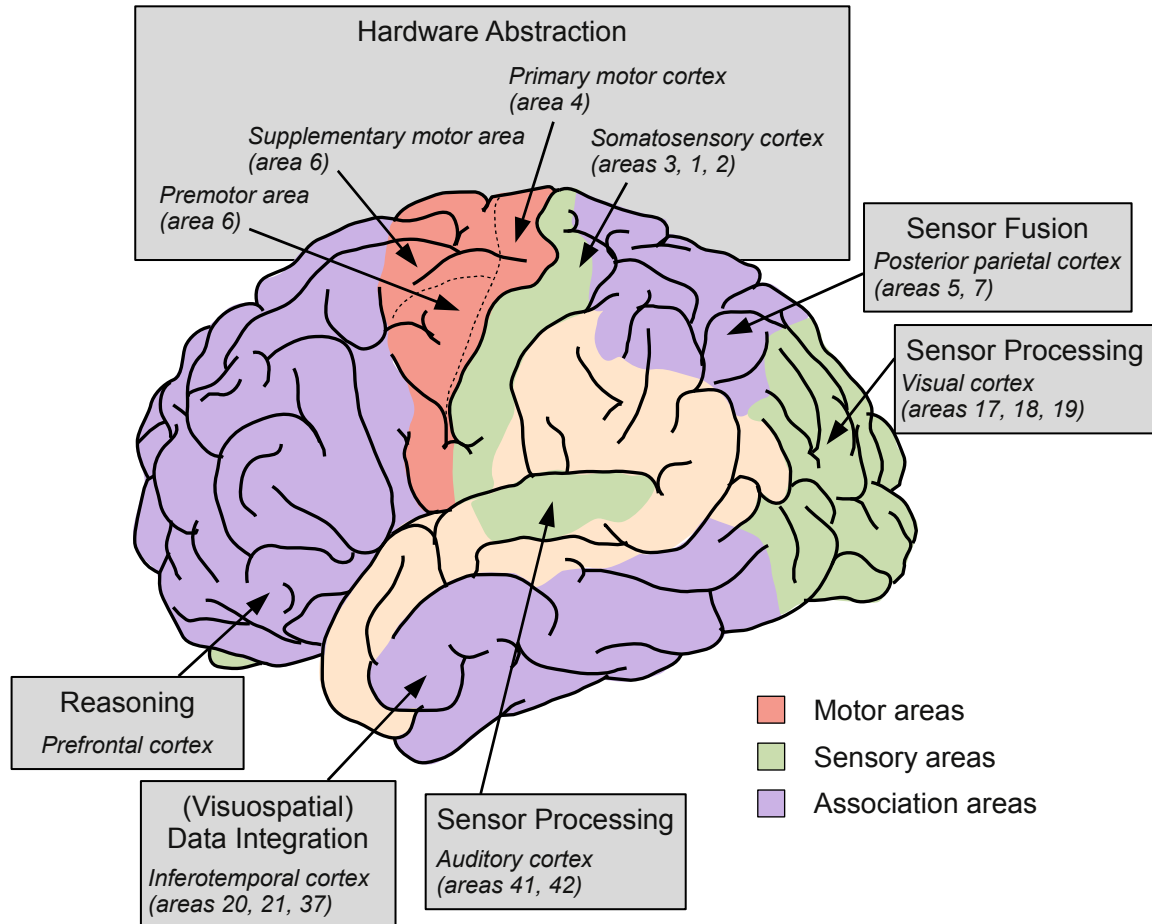 Hardware Abstraction
Primary motor cortex
(area 4)
Supplementary motor area
(area 6)
Somatosensory cortex
(areas 3, 1, 2)
Premotor area
(area 6)
Sensor Fusion
Posterior parietal cortex
(areas 5, 7)
Sensor Processing
Visual cortex
(areas 17, 18, 19)
Reasoning
Prefrontal cortex
(Visuospatial)
Data Integration
Inferotemporal cortex
(areas 20, 21, 37)
Sensor Processing
Auditory cortex
(areas 41, 42)
Motor areas
Sensory areas
Association areas